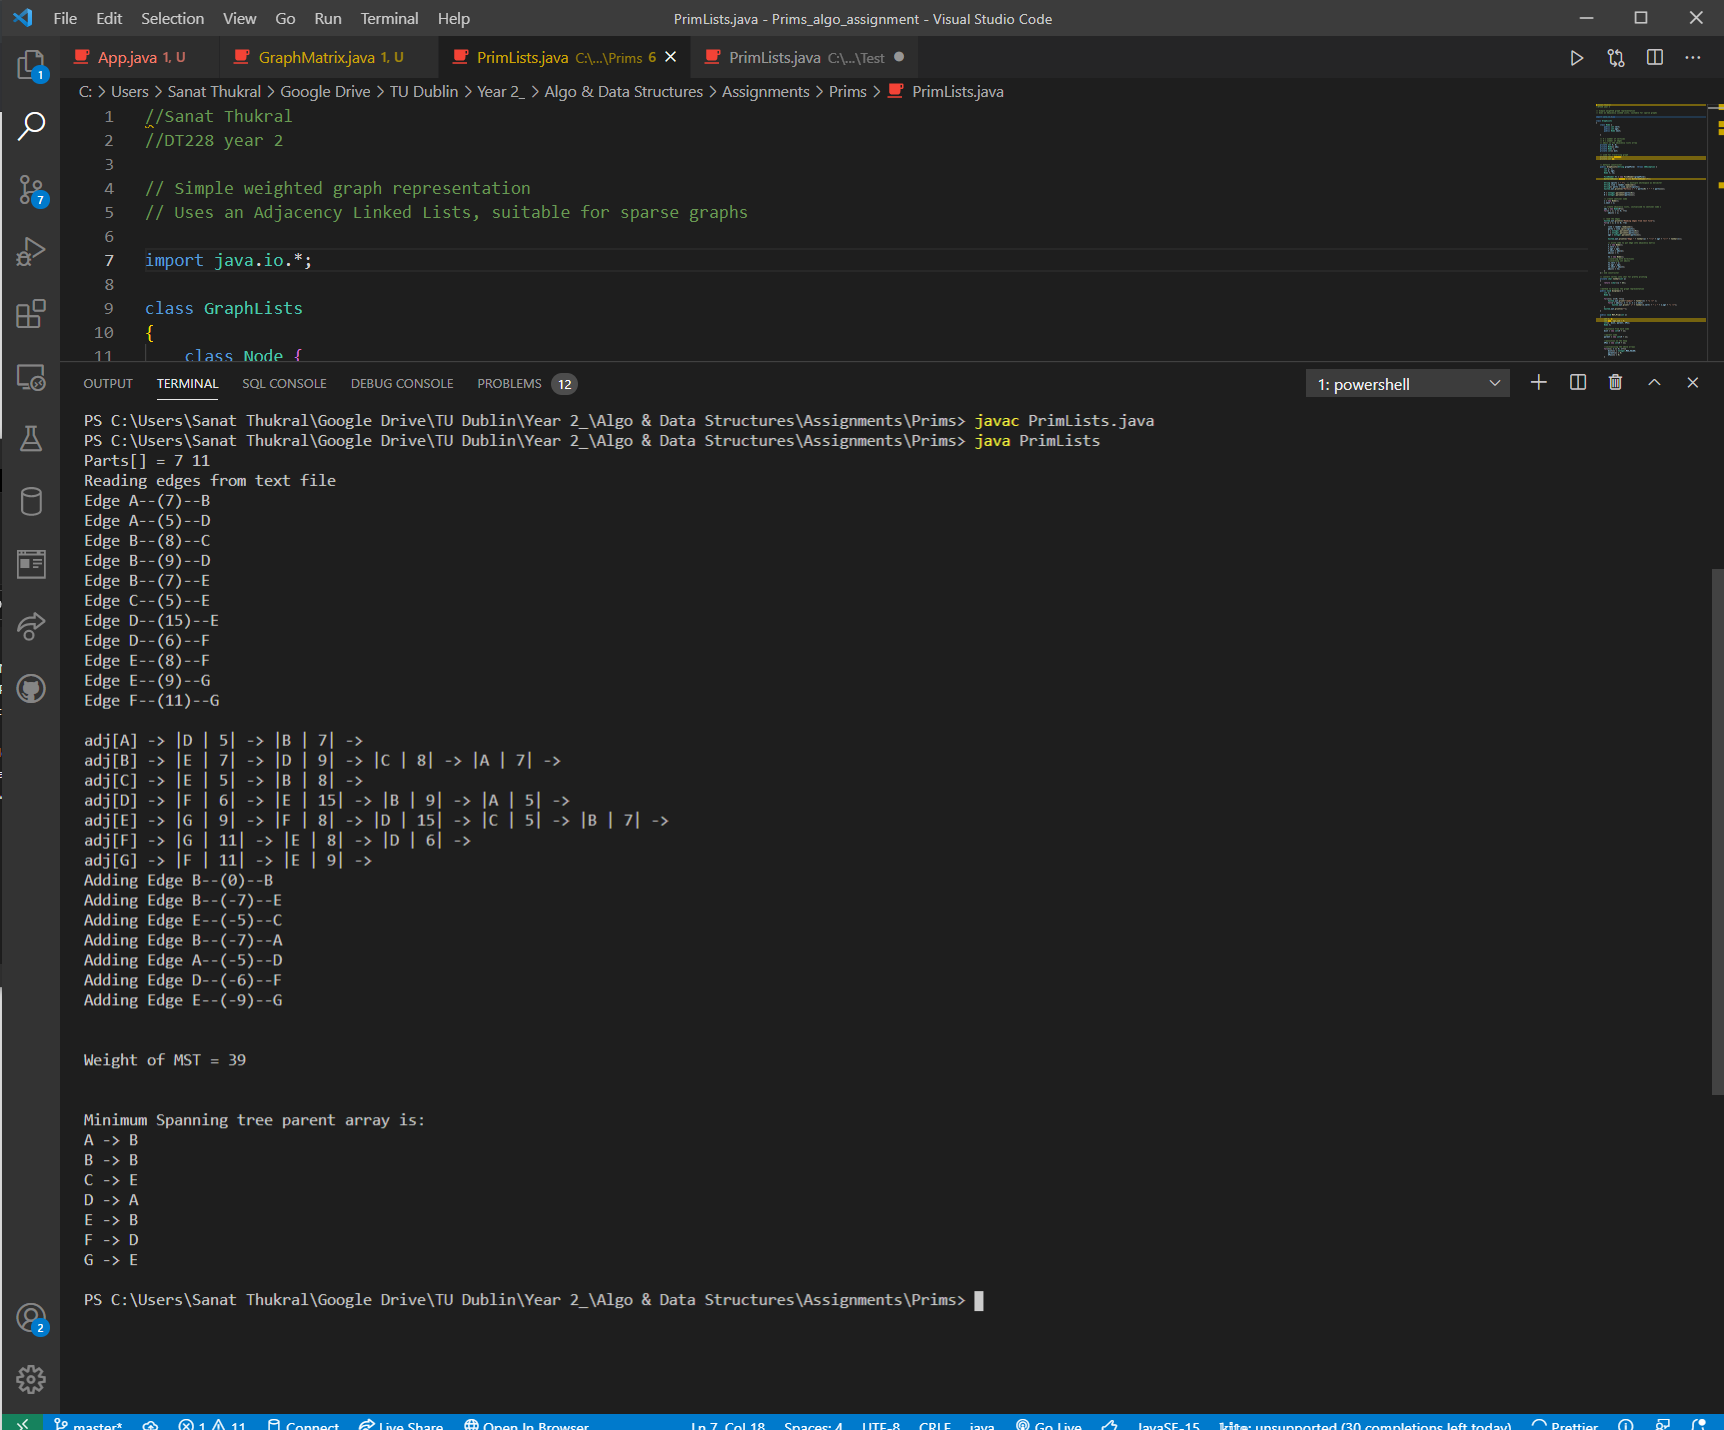 File Edit Selection View Go Run Terminal Help PrimLists.java - Prims_algo_assignment - Visual Studio Code
App.java 1, U GraphMatrix.java 1, U PrimLists.java C:\...\Prims 6 PrimLists.java C:\...\Test
C: > Users > Sanat Thukral > Google Drive > TU Dublin > Year 2_ > Algo & Data Structures > Assignments > Prims > PrimLists.java
1 //Sanat Thukral
2 //DT228 year 2
3
4 // Simple weighted graph representation
5 // Uses an Adjacency Linked Lists, suitable for sparse graphs
6
7 import java.io.*;
8
9 class GraphLists
10 {
11 class Node {
OUTPUT TERMINAL SQL CONSOLE DEBUG CONSOLE PROBLEMS 12 1: powershell
PS C:\Users\Sanat Thukral\Google Drive\TU Dublin\Year 2_\Algo & Data Structures\Assignments\Prims> javac PrimLists.java
PS C:\Users\Sanat Thukral\Google Drive\TU Dublin\Year 2_\Algo & Data Structures\Assignments\Prims> java PrimLists
Parts[] = 7 11
Reading edges from text file
Edge A--(7)--B
Edge A--(5)--D
Edge B--(8)--C
Edge B--(9)--D
Edge B--(7)--E
Edge C--(5)--E
Edge D--(15)--E
Edge D--(6)--F
Edge E--(8)--F
Edge E--(9)--G
Edge F--(11)--G
adj[A] -> |D | 5| -> |B | 7| ->
adj[B] -> |E | 7| -> |D | 9| -> |C | 8| -> |A | 7| ->
adj[C] -> |E | 5| -> |B | 8| ->
adj[D] -> |F | 6| -> |E | 15| -> |B | 9| -> |A | 5| ->
adj[E] -> |G | 9| -> |F | 8| -> |D | 15| -> |C | 5| -> |B | 7| ->
adj[F] -> |G | 11| -> |E | 8| -> |D | 6| ->
adj[G] -> |F | 11| -> |E | 9| ->
Adding Edge B--(0)--B
Adding Edge B--(-7)--E
Adding Edge E--(-5)--C
Adding Edge B--(-7)--A
Adding Edge A--(-5)--D
Adding Edge D--(-6)--F
Adding Edge E--(-9)--G
Weight of MST = 39
Minimum Spanning tree parent array is:
A -> B
B -> B
C -> E
D -> A
E -> B
F -> D
G -> E
PS C:\Users\Sanat Thukral\Google Drive\TU Dublin\Year 2_\Algo & Data Structures\Assignments\Prims>
1
7
2
master* 1 11 Connect Live Share Open In Browser Ln 7, Col 18 Spaces: 4 UTF-8 CRLF java Go Live JavaSE-15 kite: unsupported (30 completions left today) Prettier